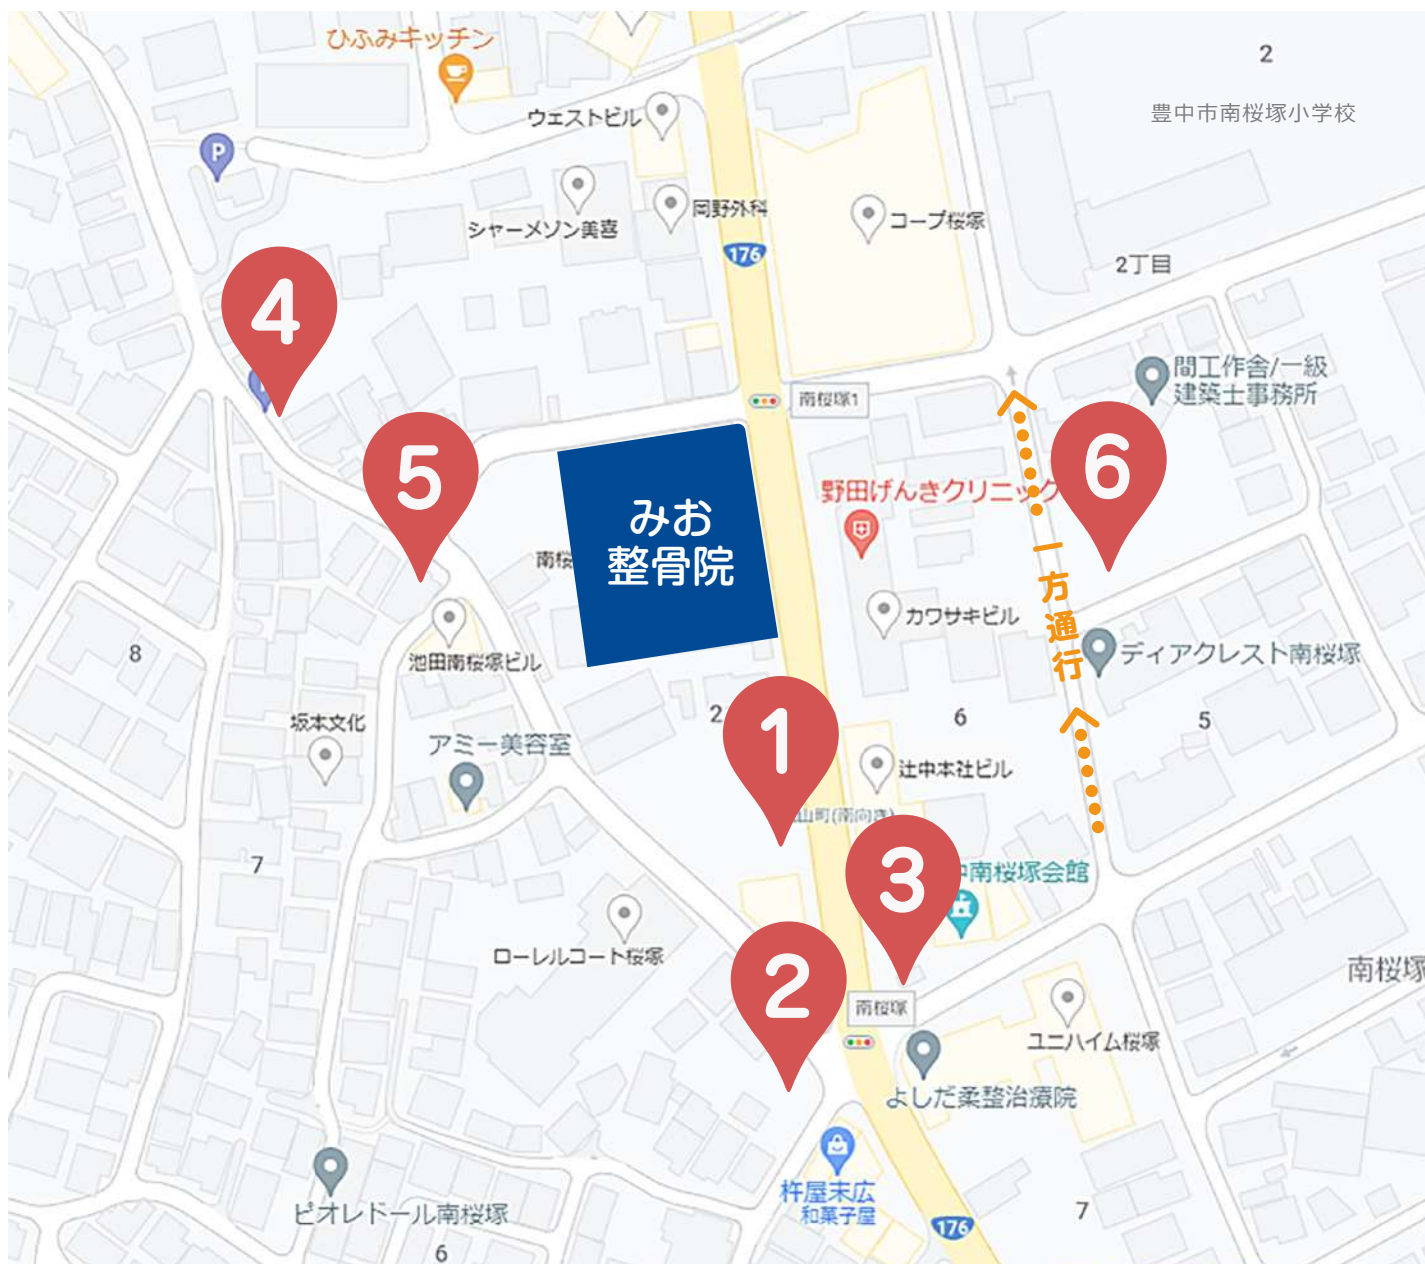 ひふみキッチン
2
豊中市南桜塚小学校
ウェストビル
P
シャーメゾン美喜
岡野外科
コープ桜塚
176
2丁目
4
間工作舎/一級
建築士事務所
南桜塚1
5
6
野田げんきクリニック
みお
整骨院
南桜
一方通行
カワサキビル
池田南桜塚ビル
ディアクレスト南桜塚
8
坂本文化
アミー美容室
2
1
6
5
辻中本社ビル
山町(南向き)
7
3
中南桜塚会館
ローレルコート桜塚
2
南桜塚
南桜塚
ユニハイム桜塚
よしだ柔整治療院
杵屋末広
和菓子屋
ピオレドール南桜塚
176
7
6